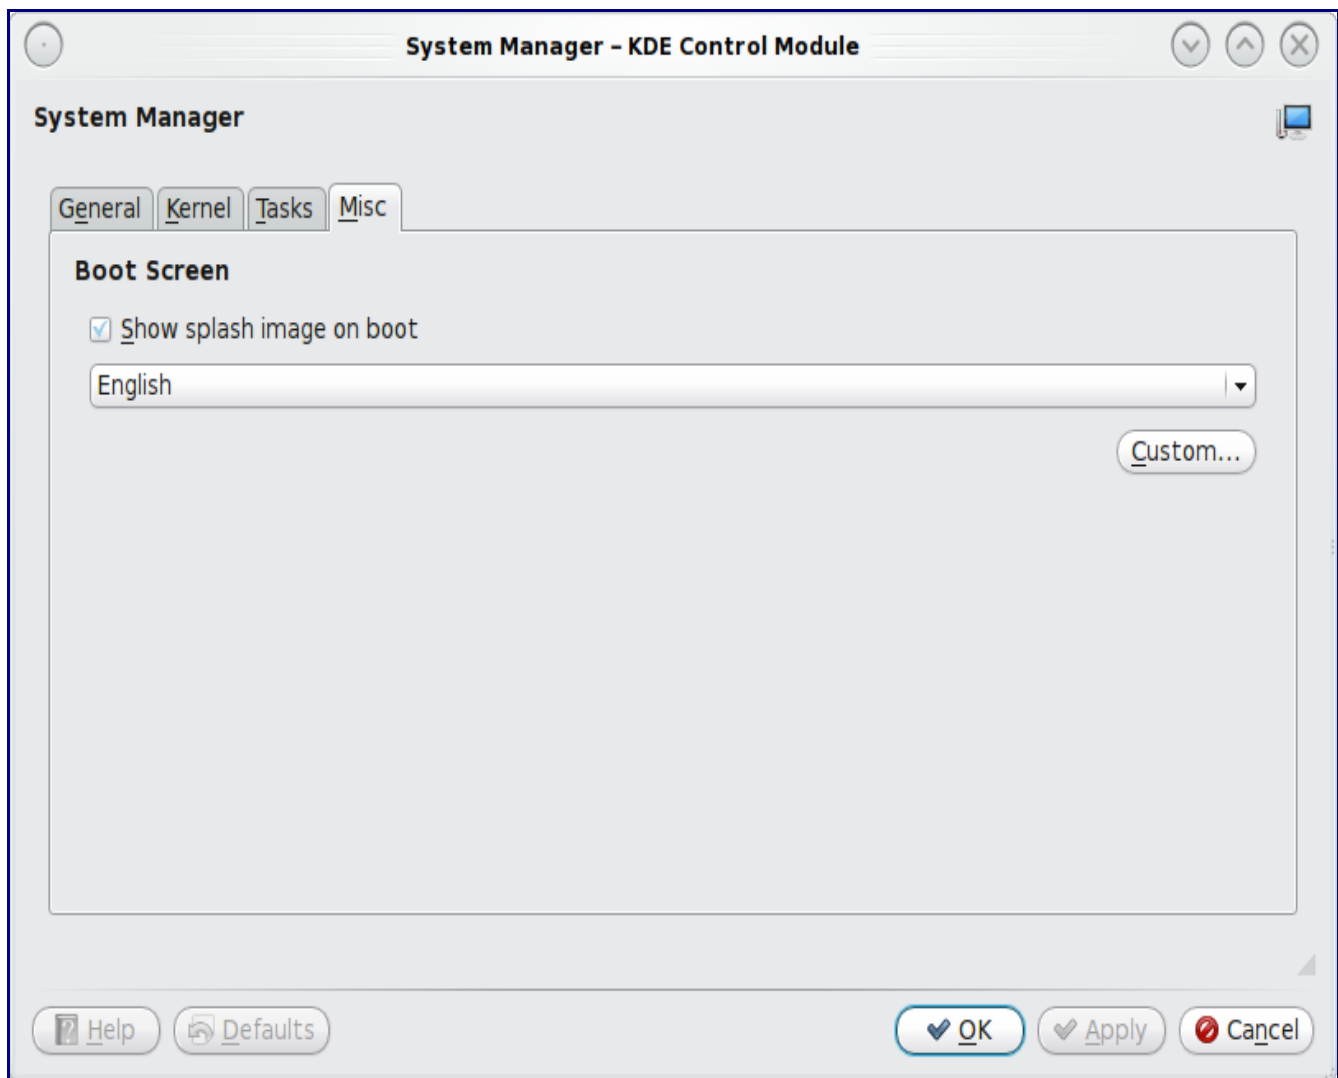 System Manager – KDE Control Module
System Manager
General Kernel Tasks Misc
Boot Screen
Show splash image on boot
English
Custom...
Help Defaults OK Apply Cancel